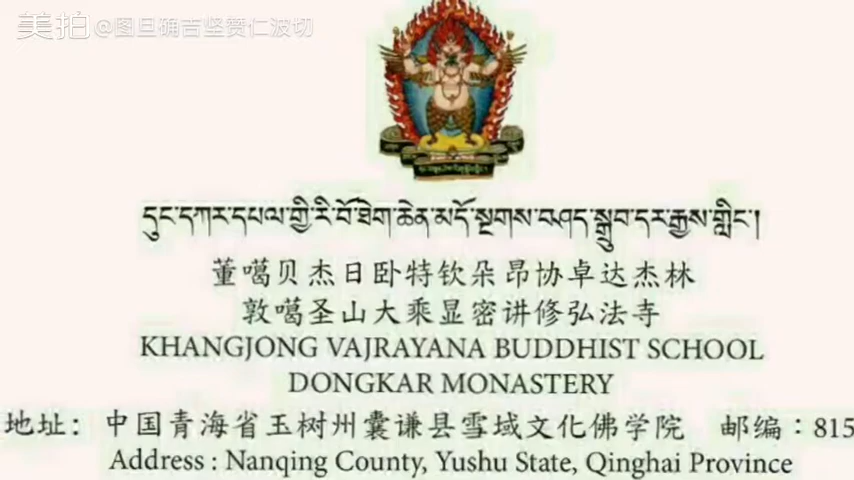 美拍 @图旦确吉坚赞仁波切
དུང་དཀར་དཔལ་གྱི་རི་བོ་ཐེག་ཆེན་མདོ་སྔགས་བཤད་སྒྲུབ་དར་རྒྱས་གླིང་།
董噶贝杰日卧特钦朵昂协卓达杰林
敦噶圣山大乘显密讲修弘法寺
KHANGJONG VAJRAYANA BUDDHIST SCHOOL
DONGKAR MONASTERY
地址：中国青海省玉树州囊谦县雪域文化佛学院 邮编：815
Address : Nanqing County, Yushu State, Qinghai Province